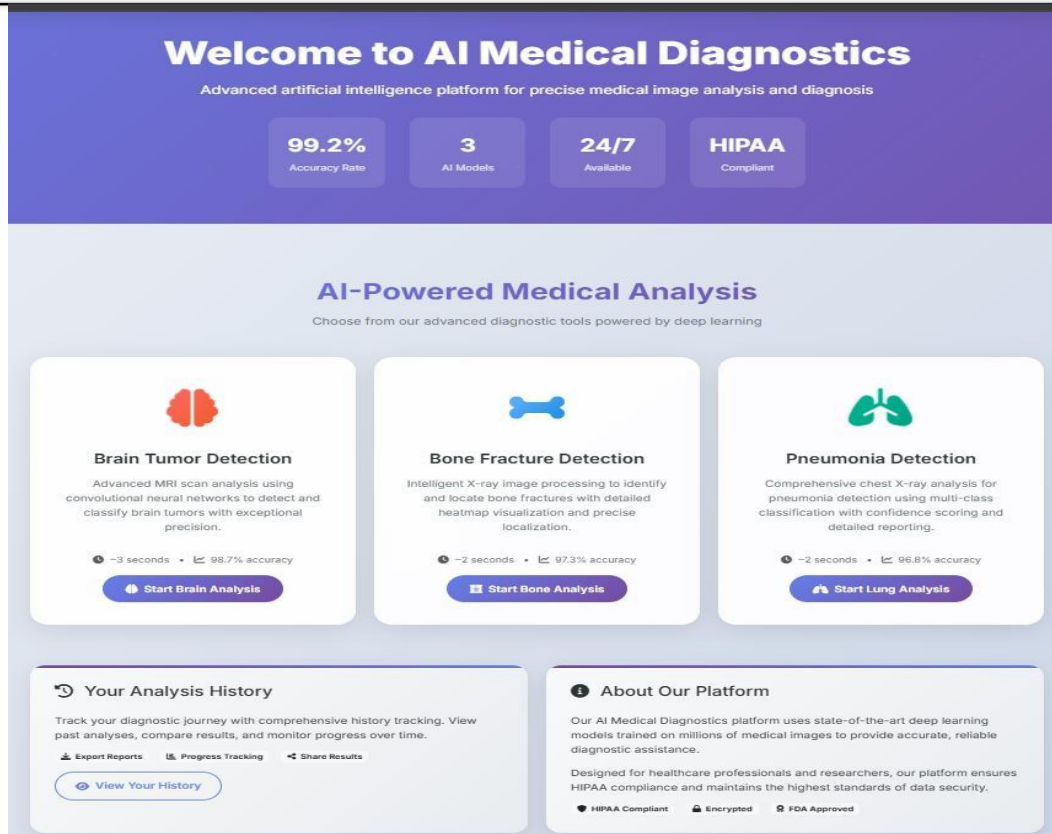 Welcome to AI Medical Diagnostics
Advanced artificial intelligence platform for precise medical image analysis and diagnosis
99.2%
Accuracy Rate
3
AI Models
24/7
Available
HIPAA
Compliant
AI-Powered Medical Analysis
Choose from our advanced diagnostic tools powered by deep learning
Brain Tumor Detection
Advanced MRI scan analysis using
convolutional neural networks to detect and
classify brain tumors with exceptional
precision.
~3 seconds • 98.7% accuracy
Start Brain Analysis
Bone Fracture Detection
Intelligent X-ray image processing to identify
and locate bone fractures with detailed
heatmap visualization and precise
localization.
~2 seconds • 97.3% accuracy
Start Bone Analysis
Pneumonia Detection
Comprehensive chest X-ray analysis for
pneumonia detection using multi-class
classification with confidence scoring and
detailed reporting.
~2 seconds • 96.8% accuracy
Start Lung Analysis
Your Analysis History
Track your diagnostic journey with comprehensive history tracking. View
past analyses, compare results, and monitor progress over time.
Export Reports Progress Tracking Share Results
View Your History
About Our Platform
Our AI Medical Diagnostics platform uses state-of-the-art deep learning
models trained on millions of medical images to provide accurate, reliable
diagnostic assistance.
Designed for healthcare professionals and researchers, our platform ensures
HIPAA compliance and maintains the highest standards of data security.
HIPAA Compliant Encrypted FDA Approved